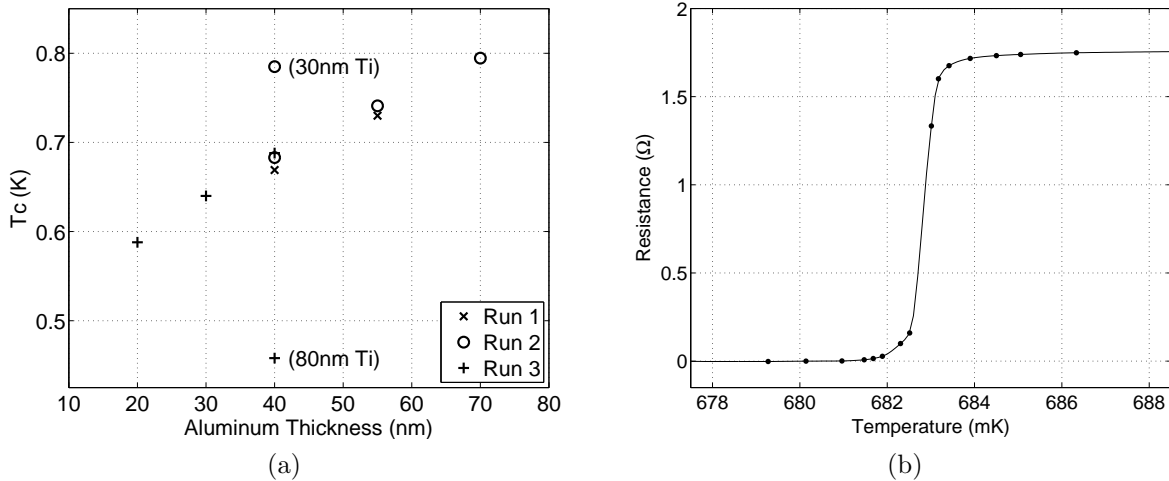 0.8
0.7
0.6
0.5
Tc (K)
(30nm Ti)
(80nm Ti)
Run 1
Run 2
Run 3
10 20 30 40 50 60 70 80
Aluminum Thickness (nm)
(a)
2
1.5
1
0.5
0
Resistance (Ω)
678 680 682 684 686 688
Temperature (mK)
(b)